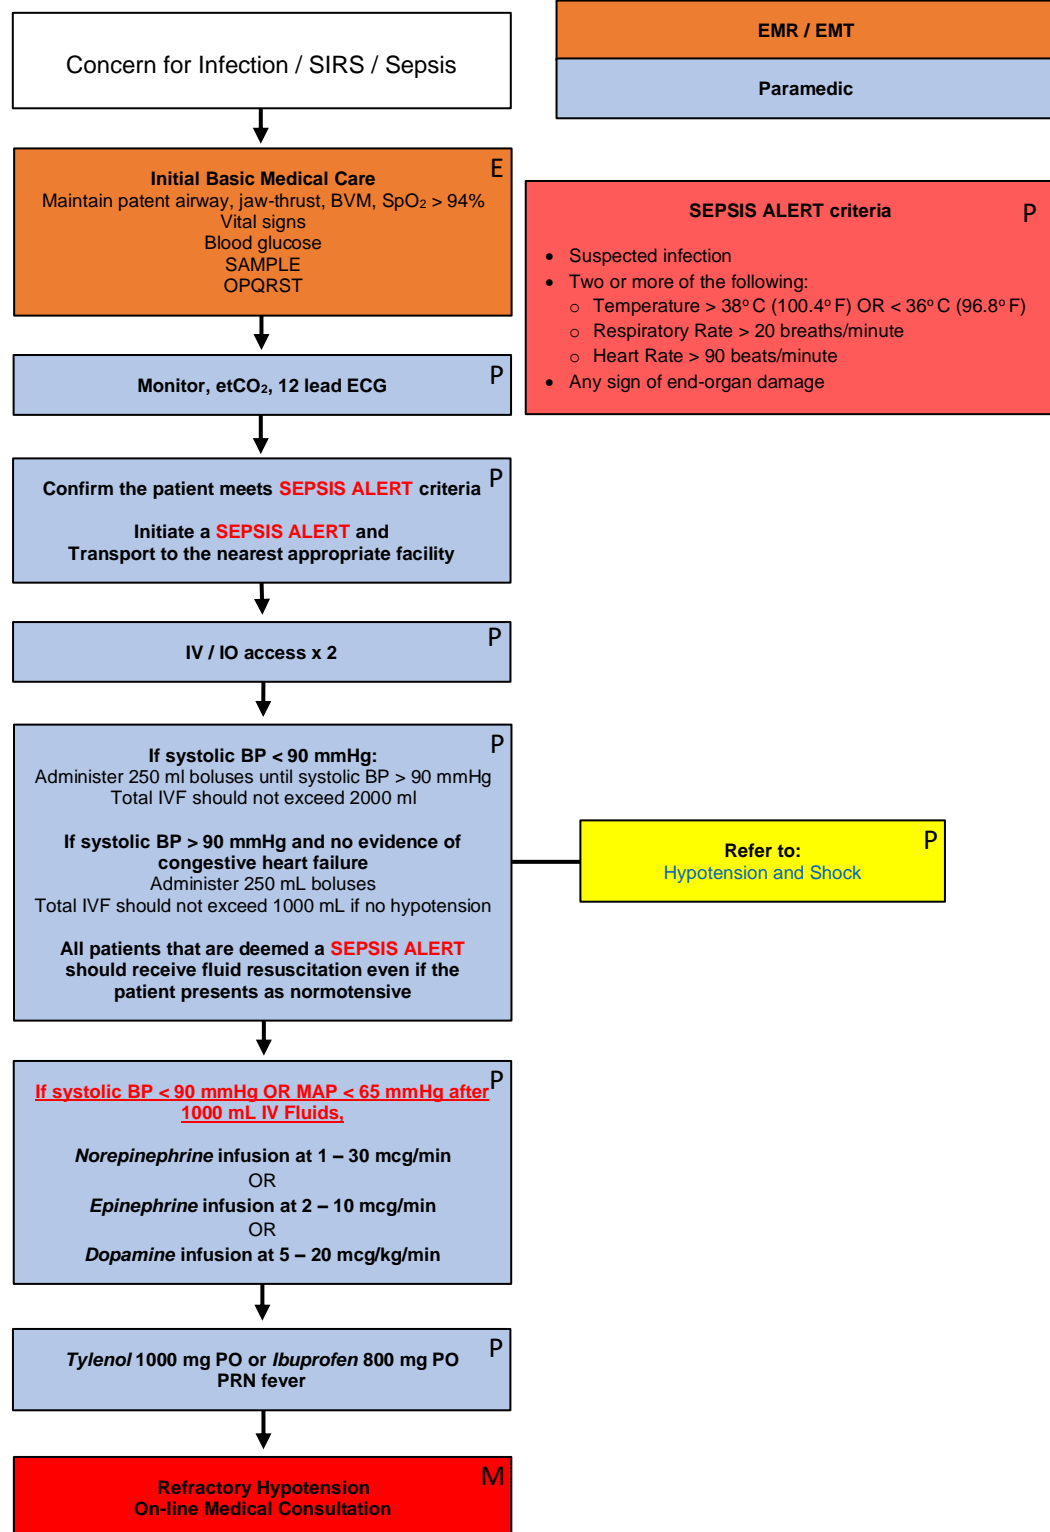 Concern for Infection / SIRS / Sepsis
EMR / EMT
Paramedic
E
Initial Basic Medical Care
Maintain patent airway, jaw-thrust, BVM, SpO₂ > 94%
Vital signs
Blood glucose
SAMPLE
OPQRST
P
SEPSIS ALERT criteria
• Suspected infection
• Two or more of the following:
o Temperature > 38° C (100.4° F) OR < 36° C (96.8° F)
o Respiratory Rate > 20 breaths/minute
o Heart Rate > 90 beats/minute
• Any sign of end-organ damage
P
Monitor, etCO₂, 12 lead ECG
P
Confirm the patient meets SEPSIS ALERT criteria
Initiate a SEPSIS ALERT and
Transport to the nearest appropriate facility
P
IV / IO access x 2
P
If systolic BP < 90 mmHg:
Administer 250 ml boluses until systolic BP > 90 mmHg
Total IVF should not exceed 2000 ml
If systolic BP > 90 mmHg and no evidence of
congestive heart failure
Administer 250 mL boluses
Total IVF should not exceed 1000 mL if no hypotension
All patients that are deemed a SEPSIS ALERT
should receive fluid resuscitation even if the
patient presents as normotensive
P
Refer to:
Hypotension and Shock
P
If systolic BP < 90 mmHg OR MAP < 65 mmHg after
1000 mL IV Fluids,
Norepinephrine infusion at 1 – 30 mcg/min
OR
Epinephrine infusion at 2 – 10 mcg/min
OR
Dopamine infusion at 5 – 20 mcg/kg/min
P
Tylenol 1000 mg PO or Ibuprofen 800 mg PO
PRN fever
M
Refractory Hypotension
On-line Medical Consultation